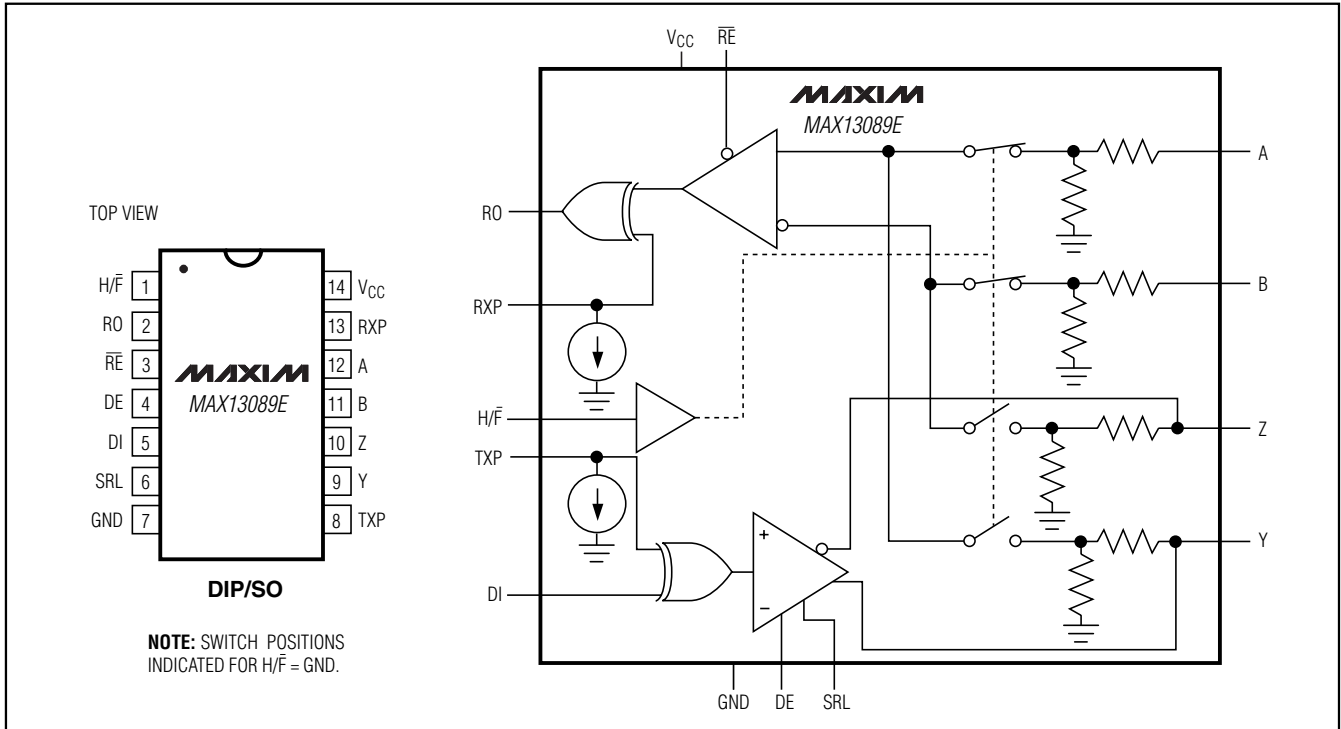 TOP VIEW
H/F̅ 1
RO 2
R̅E̅ 3
DE 4
DI 5
SRL 6
GND 7
MAXIM
MAX13089E
14 VCC
13 RXP
12 A
11 B
10 Z
9 Y
8 TXP
DIP/SO
NOTE: SWITCH POSITIONS
INDICATED FOR H/F̅ = GND.
VCC R̅E̅
MAXIM
MAX13089E
RO
RXP
H/F̅
TXP
DI
+
−
A
B
Z
Y
GND DE SRL